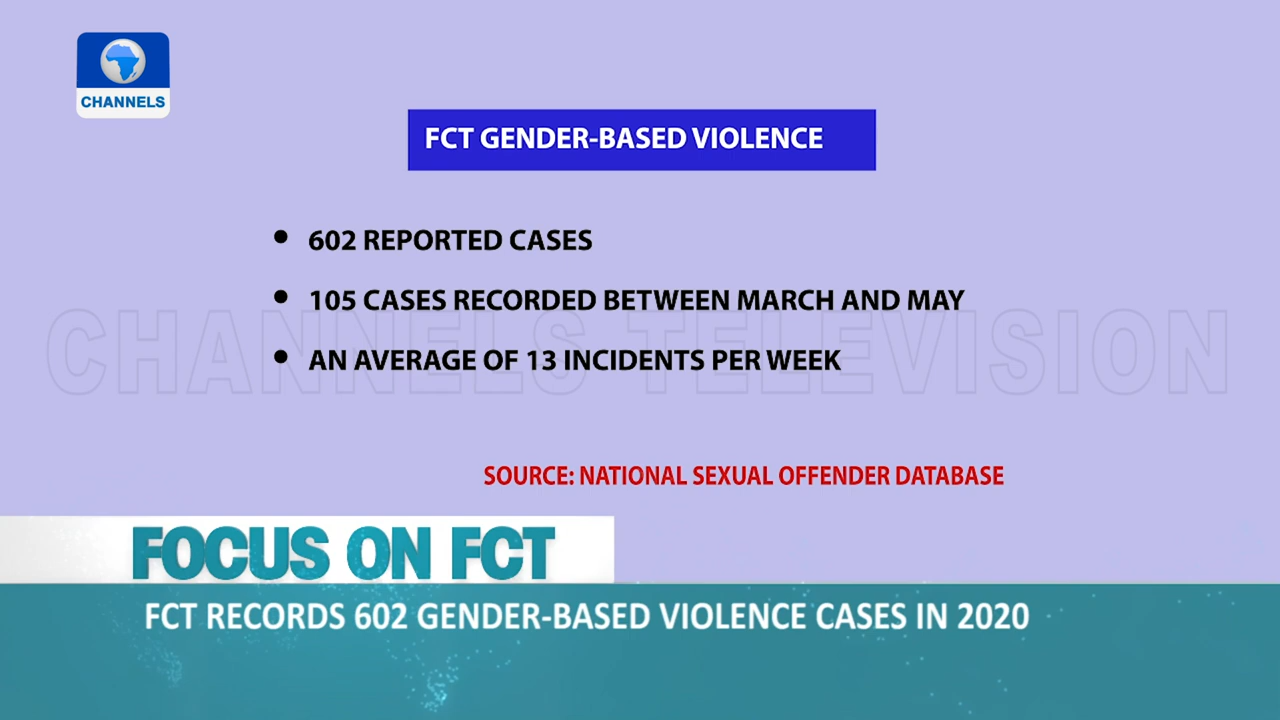 CHANNELS
FCT GENDER-BASED VIOLENCE
• 602 REPORTED CASES
• 105 CASES RECORDED BETWEEN MARCH AND MAY
CHANNELS TELEVISION
• AN AVERAGE OF 13 INCIDENTS PER WEEK
SOURCE: NATIONAL SEXUAL OFFENDER DATABASE
FOCUS ON FCT
FCT RECORDS 602 GENDER-BASED VIOLENCE CASES IN 2020